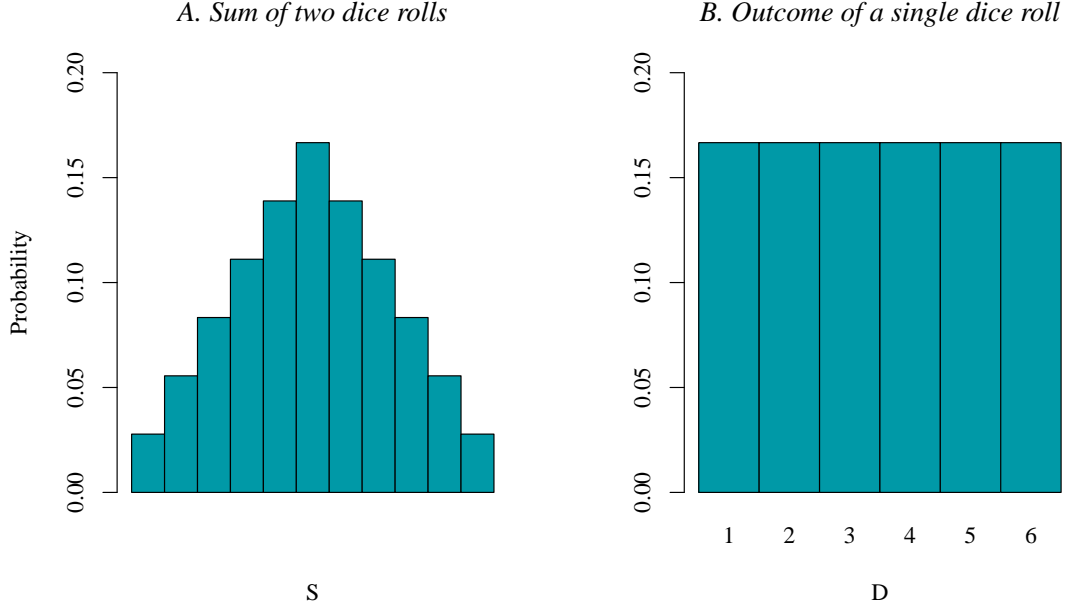 A. Sum of two dice rolls
Probability
0.20
0.15
0.10
0.05
0.00
S
B. Outcome of a single dice roll
0.20
0.15
0.10
0.05
0.00
1 2 3 4 5 6
D